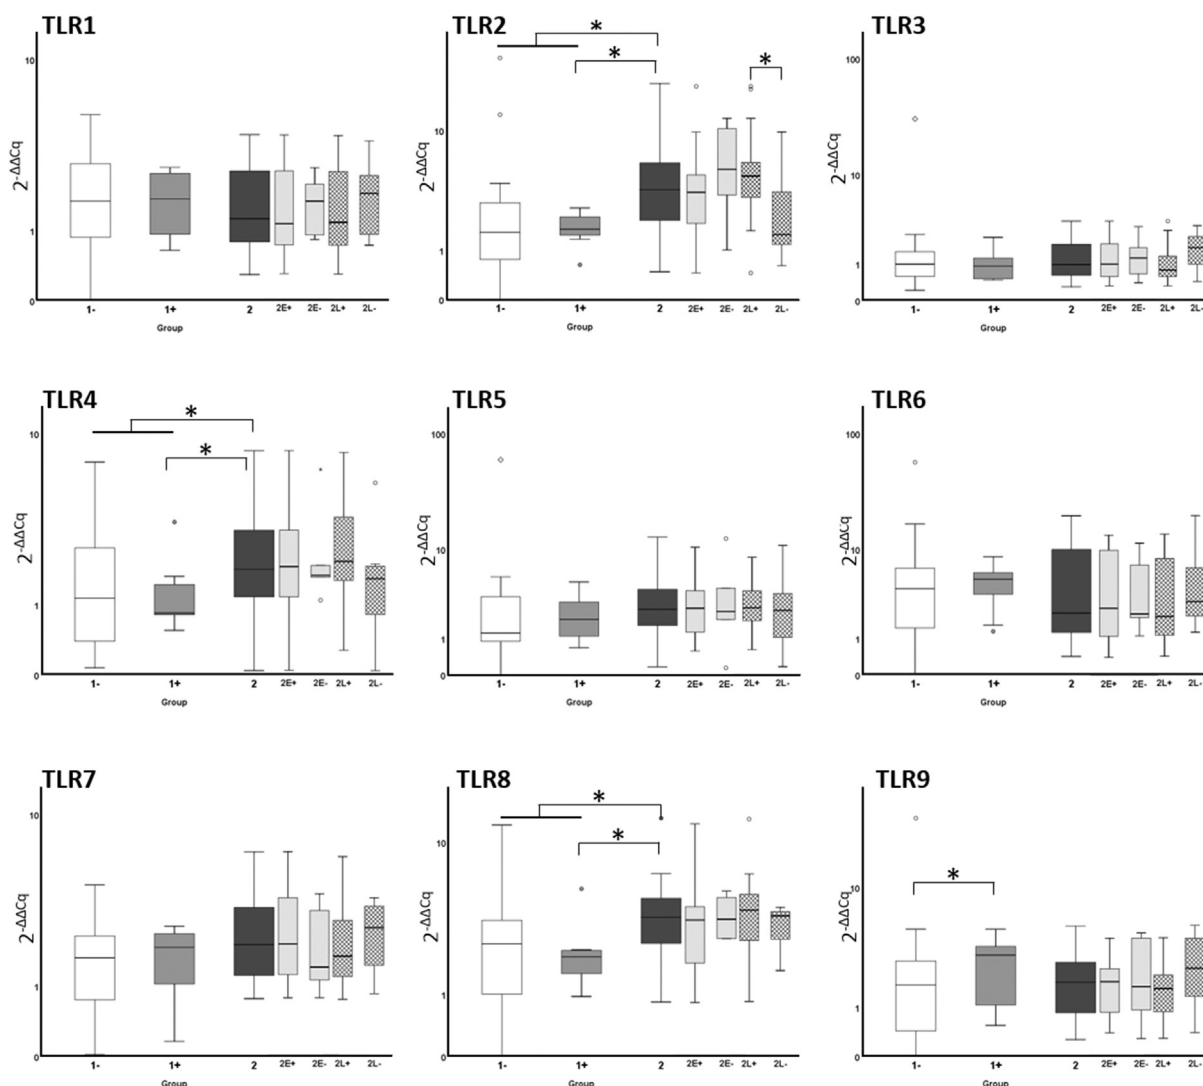 TLR1
TLR2
TLR3
10
1
0
2-ΔΔCq
1-
1+
2
2E+
2E-
2L+
2L-
Group
*
*
*
10
1
0
2-ΔΔCq
1-
1+
2
2E+
2E-
2L+
2L-
Group
100
10
1
0
2-ΔΔCq
1-
1+
2
2E+
2E-
2L+
2L-
Group
TLR4
TLR5
TLR6
*
*
10
1
0
2-ΔΔCq
1-
1+
2
2E+
2E-
2L+
2L-
Group
100
10
1
0
2-ΔΔCq
1-
1+
2
2E+
2E-
2L+
2L-
Group
100
10
1
0
2-ΔΔCq
1-
1+
2
2E+
2E-
2L+
2L-
Group
TLR7
TLR8
TLR9
10
1
0
2-ΔΔCq
1-
1+
2
2E+
2E-
2L+
2L-
Group
*
*
10
1
0
2-ΔΔCq
1-
1+
2
2E+
2E-
2L+
2L-
Group
*
10
1
0
2-ΔΔCq
1-
1+
2
2E+
2E-
2L+
2L-
Group